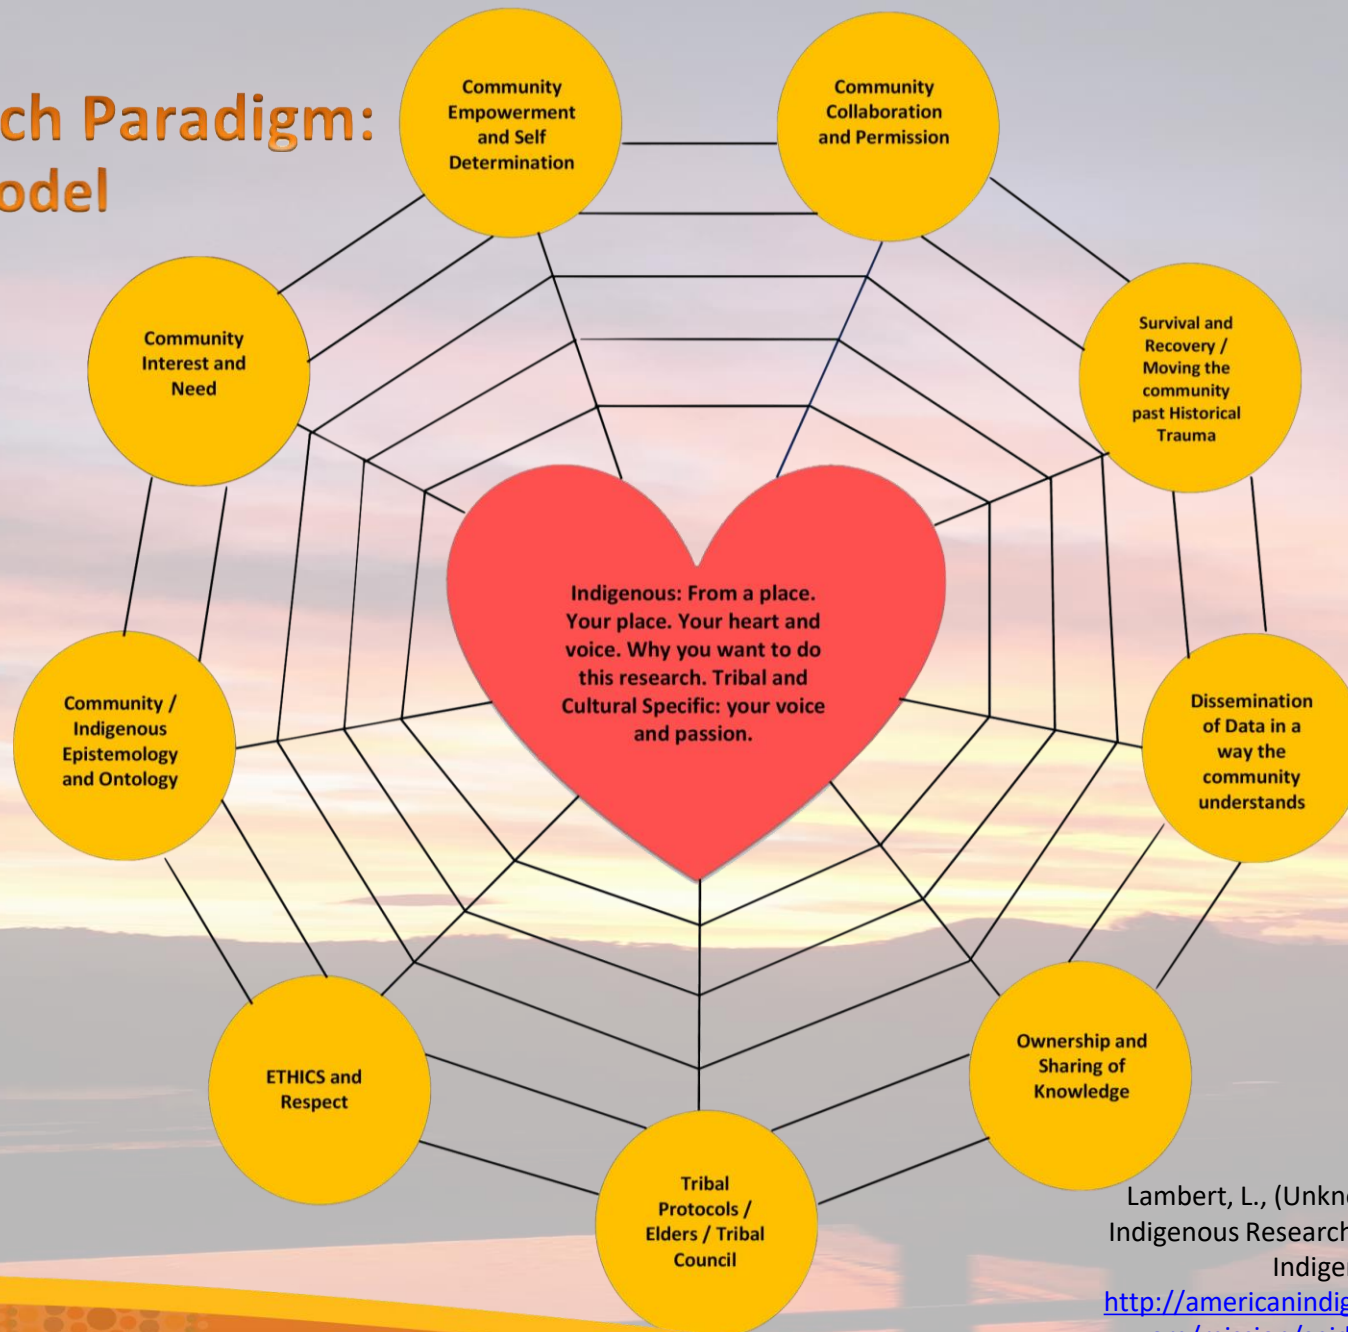 ch Paradigm:
odel
Community
Empowerment
and Self
Determination
Community
Collaboration
and Permission
Community
Interest and
Need
Survival and
Recovery /
Moving the
community
past Historical
Trauma
Indigenous: From a place.
Your place. Your heart and
voice. Why you want to do
this research. Tribal and
Cultural Specific: your voice
and passion.
Community /
Indigenous
Epistemology
and Ontology
Dissemination
of Data in a
way the
community
understands
ETHICS and
Respect
Ownership and
Sharing of
Knowledge
Tribal
Protocols /
Elders / Tribal
Council
Lambert, L., (Unkn
Indigenous Research
Indige
http://americanindig